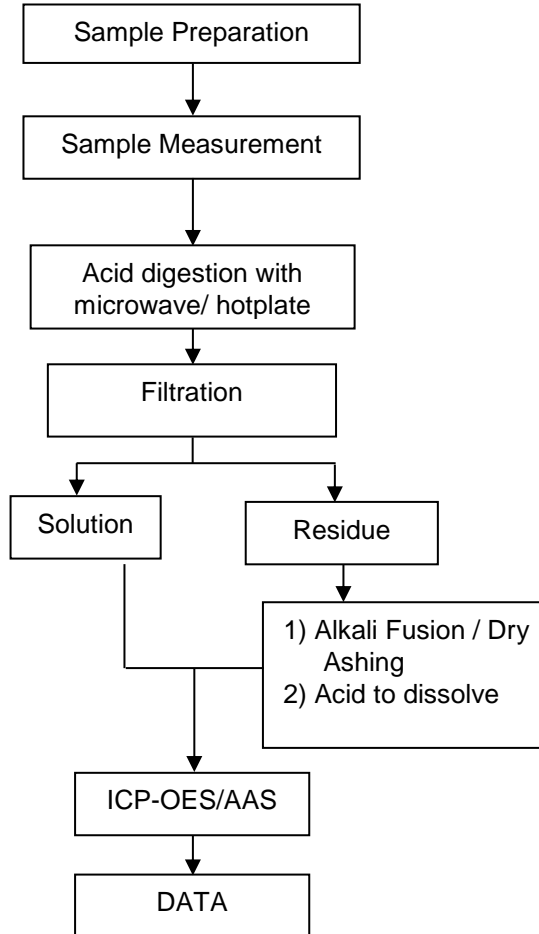 Sample Preparation
Sample Measurement
Acid digestion with
microwave/ hotplate
Filtration
Solution
Residue
1) Alkali Fusion / Dry
Ashing
2) Acid to dissolve
ICP-OES/AAS
DATA